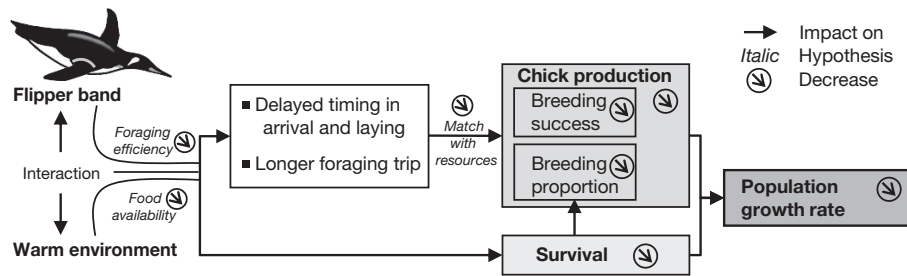 Flipper band
Foraging
efficiency
Interaction
Food
availability
Warm environment
■ Delayed timing in
arrival and laying
■ Longer foraging trip
Match
with
resources
Chick production
Breeding
success
Breeding
proportion
Survival
Population
growth rate
Impact on
Italic Hypothesis
Decrease